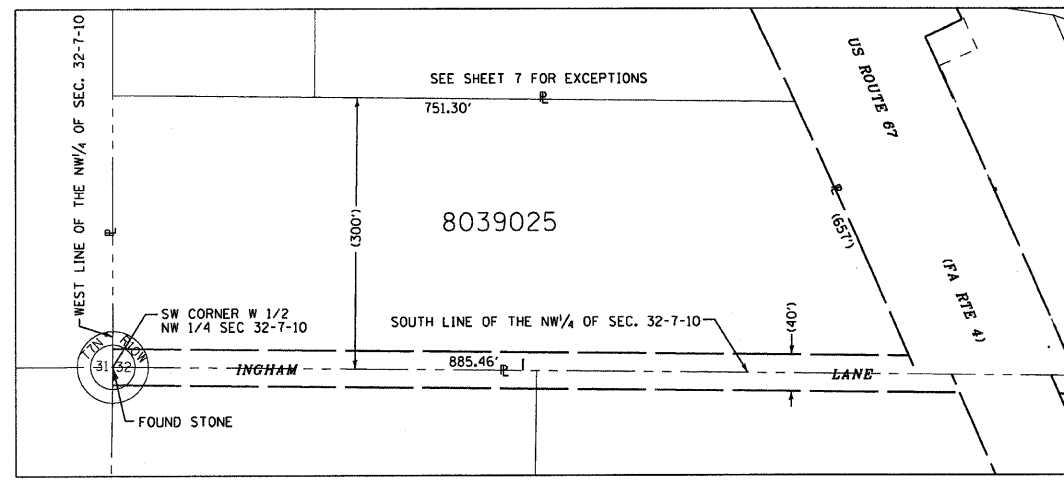 WEST LINE OF THE NW¼ OF SEC. 32-7-10
SEE SHEET 7 FOR EXCEPTIONS
751.30'
US ROUTE 67
(300')
8039025
(657')
(FA RTE 4)
SW CORNER W 1/2
NW 1/4 SEC 32-7-10
SOUTH LINE OF THE NW¼ OF SEC. 32-7-10
(40')
T7N R10W
31 32
INGHAM
885.46'
LANE
FOUND STONE